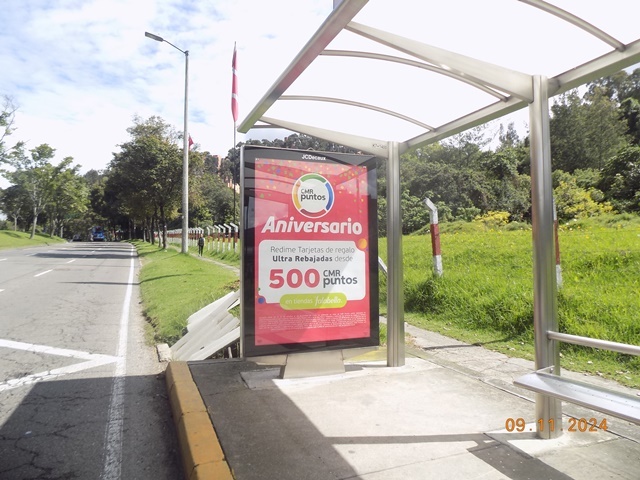 JCDecaux
CMR
puntos
Aniversario
Redime Tarjetas de regalo
Ultra Rebajadas desde
500 CMR puntos
en tiendas falabella
09.11.2024